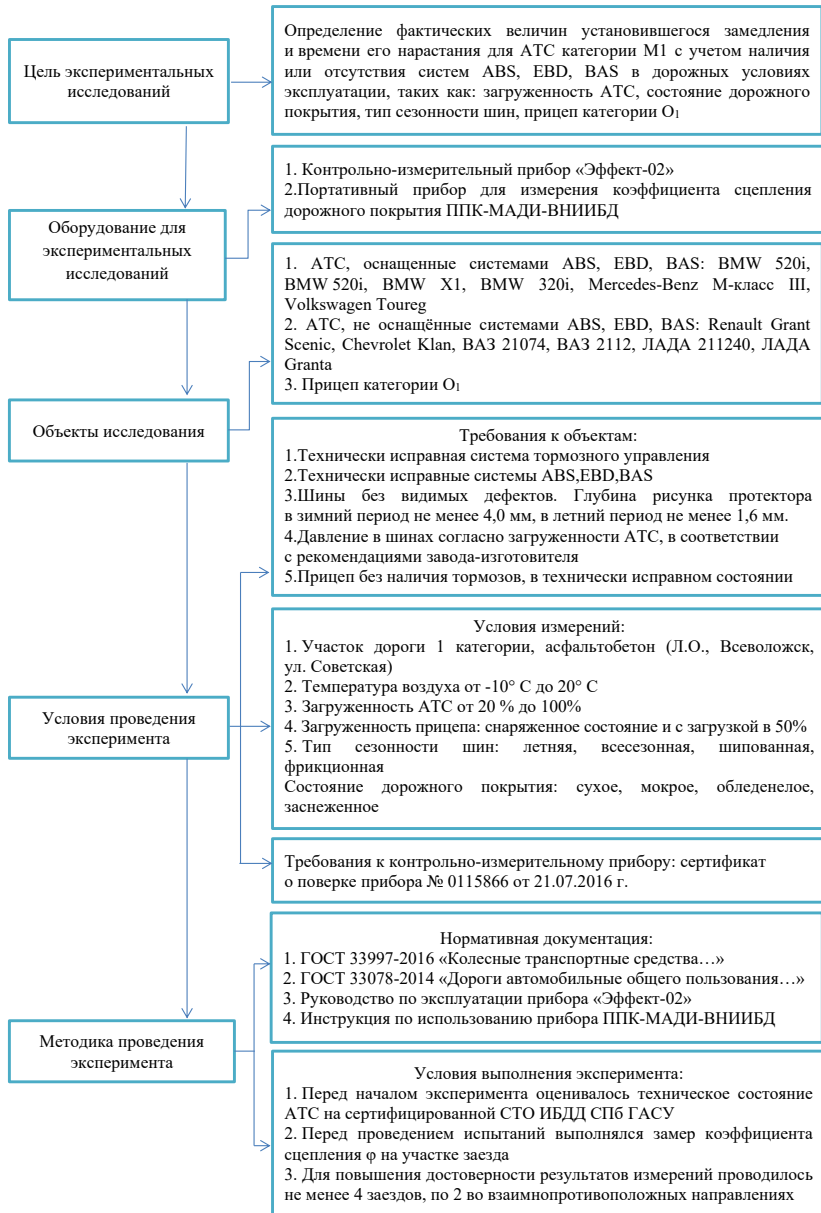 Цель экспериментальных
исследований
Определение фактических величин установившегося замедления
и времени его нарастания для АТС категории М1 с учетом наличия
или отсутствия систем ABS, EBD, BAS в дорожных условиях
эксплуатации, таких как: загруженность АТС, состояние дорожного
покрытия, тип сезонности шин, прицеп категории О₁
Оборудование для
экспериментальных
исследований
1. Контрольно-измерительный прибор «Эффект-02»
2.Портативный прибор для измерения коэффициента сцепления
дорожного покрытия ППК-МАДИ-ВНИИБД
Объекты исследования
1. АТС, оснащенные системами ABS, EBD, BAS: BMW 520i,
BMW 520i, BMW X1, BMW 320i, Mercedes-Benz M-класс III,
Volkswagen Toureg
2. АТС, не оснащённые системами ABS, EBD, BAS: Renault Grant
Scenic, Chevrolet Klan, ВАЗ 21074, ВАЗ 2112, ЛАДА 211240, ЛАДА
Granta
3. Прицеп категории О₁
Условия проведения
эксперимента
Требования к объектам:
1.Технически исправная система тормозного управления
2.Технически исправные системы ABS,EBD,BAS
3.Шины без видимых дефектов. Глубина рисунка протектора
в зимний период не менее 4,0 мм, в летний период не менее 1,6 мм.
4.Давление в шинах согласно загруженности АТС, в соответствии
с рекомендациями завода-изготовителя
5.Прицеп без наличия тормозов, в технически исправном состоянии
Условия измерений:
1. Участок дороги 1 категории, асфальтобетон (Л.О., Всеволожск,
ул. Советская)
2. Температура воздуха от -10° С до 20° С
3. Загруженность АТС от 20 % до 100%
4. Загруженность прицепа: снаряженное состояние и с загрузкой в 50%
5. Тип сезонности шин: летняя, всесезонная, шипованная,
фрикционная
Состояние дорожного покрытия: сухое, мокрое, обледенелое,
заснеженное
Требования к контрольно-измерительному прибору: сертификат
о поверке прибора № 0115866 от 21.07.2016 г.
Методика проведения
эксперимента
Нормативная документация:
1. ГОСТ 33997-2016 «Колесные транспортные средства…»
2. ГОСТ 33078-2014 «Дороги автомобильные общего пользования…»
3. Руководство по эксплуатации прибора «Эффект-02»
4. Инструкция по использованию прибора ППК-МАДИ-ВНИИБД
Условия выполнения эксперимента:
1. Перед началом эксперимента оценивалось техническое состояние
АТС на сертифицированной СТО ИБДД СПб ГАСУ
2. Перед проведением испытаний выполнялся замер коэффициента
сцепления φ на участке заезда
3. Для повышения достоверности результатов измерений проводилось
не менее 4 заездов, по 2 во взаимнопротивоположных направлениях